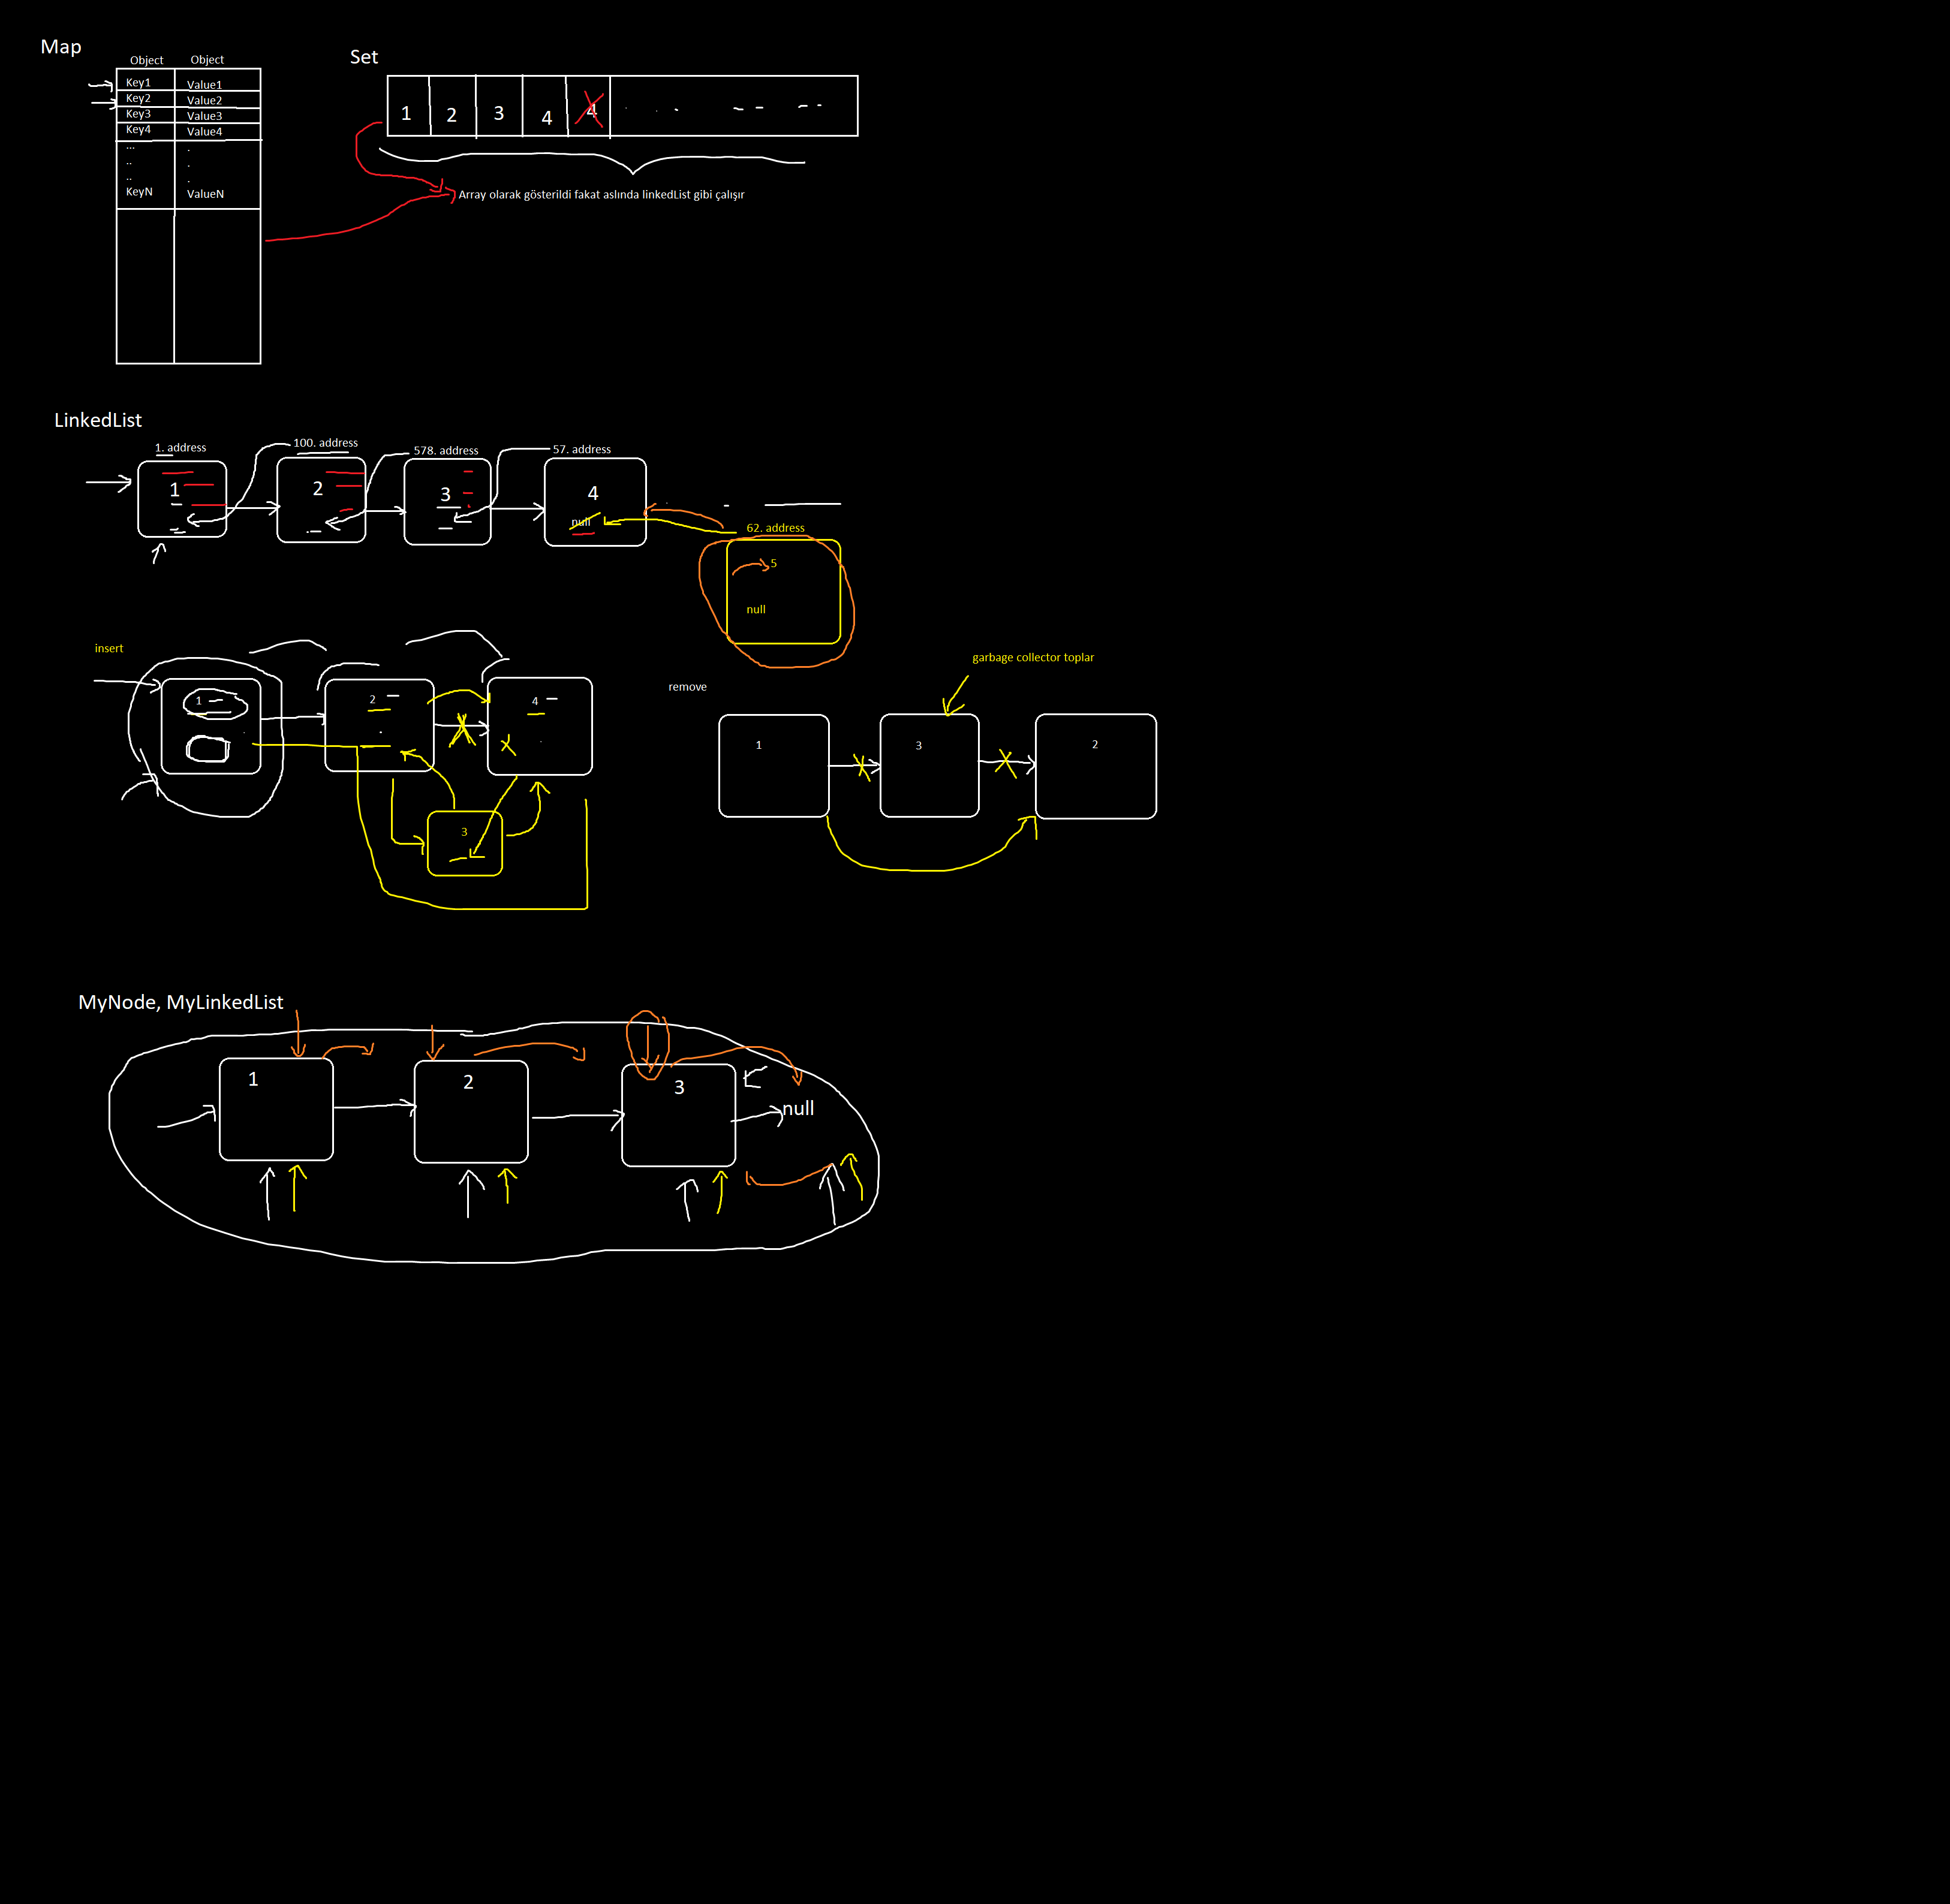 Map
Object Object
Key1 Value1
Key2 Value2
Key3 Value3
Key4 Value4
... .
.. .
.. .
KeyN ValueN
Set
1 2 3 4 4
Array olarak gösterildi fakat aslında linkedList gibi çalışır
LinkedList
1. address
100. address
578. address
57. address
1
2
3
4
null
62. address
5
null
insert
1
2
4
3
remove
garbage collector toplar
1
3
2
MyNode, MyLinkedList
1
2
3
null